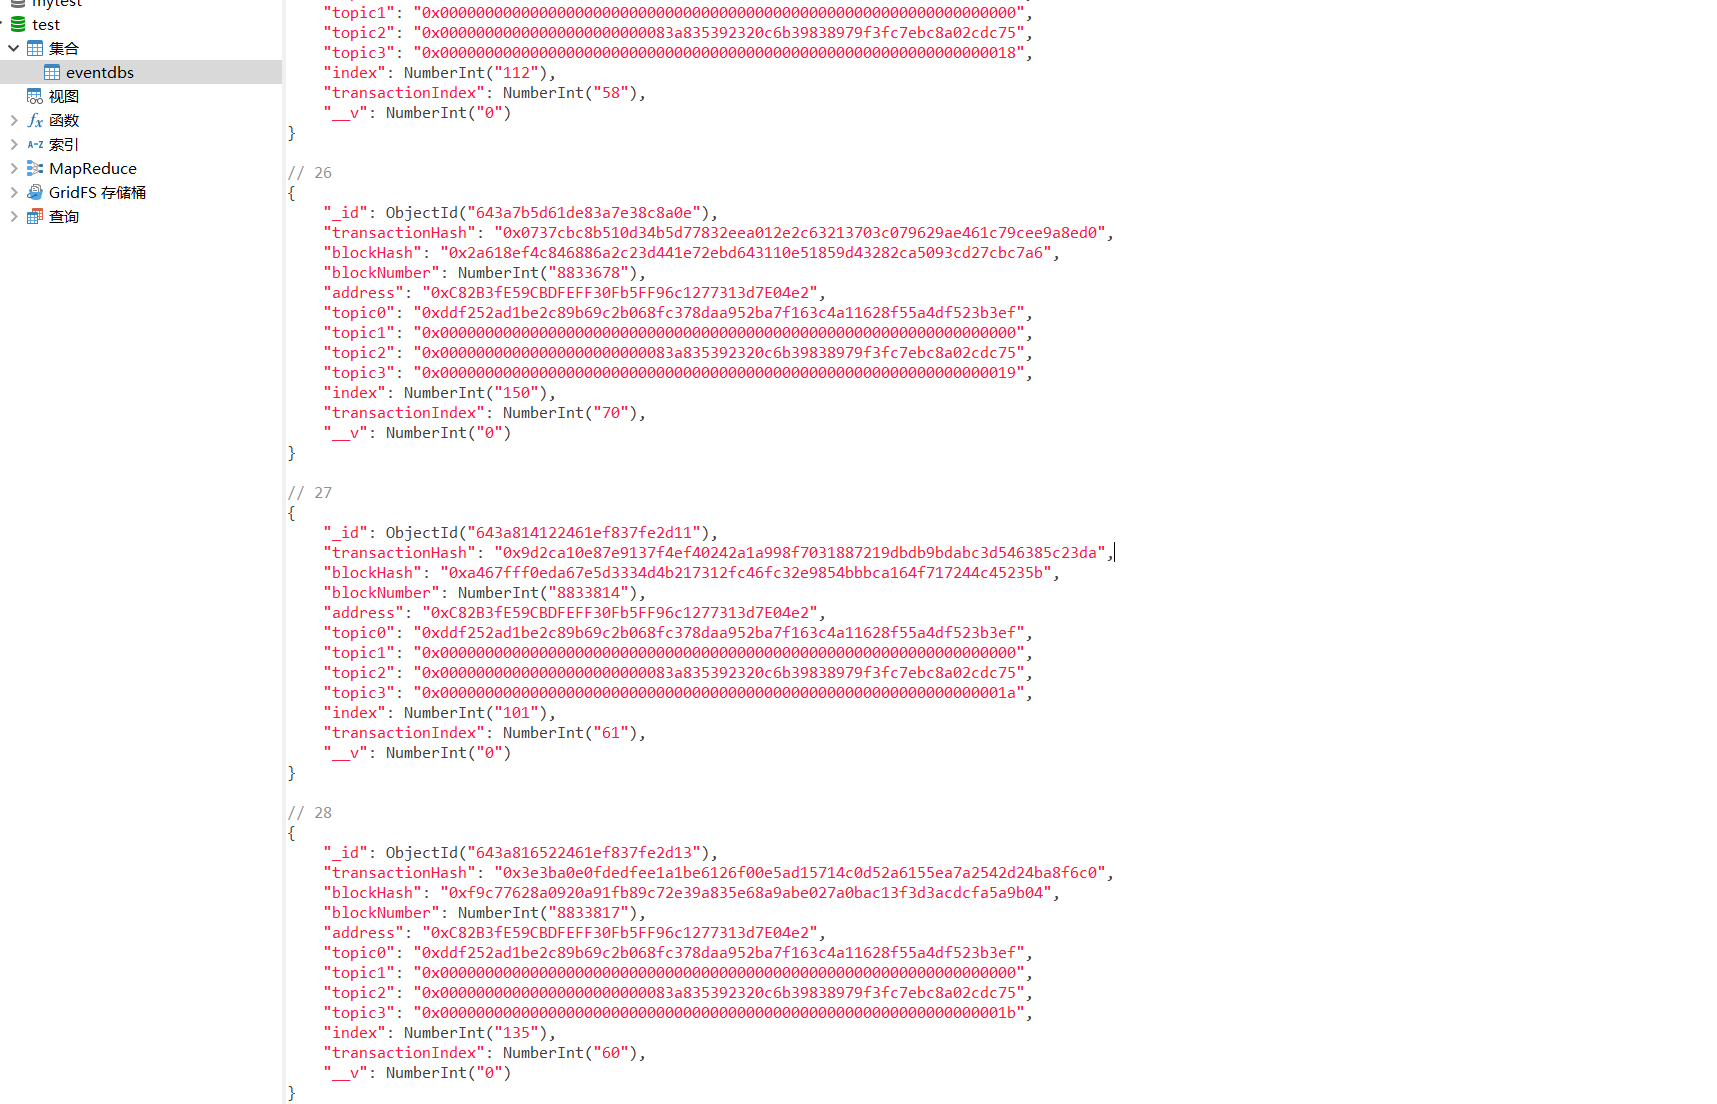 mytest
test
集合
eventdbs
视图
函数
索引
MapReduce
GridFS 存储桶
查询
"topic1": "0x0000000000000000000000000000000000000000000000000000000000000000",
"topic2": "0x00000000000000000000000083a835392320c6b39838979f3fc7ebc8a02cdc75",
"topic3": "0x0000000000000000000000000000000000000000000000000000000000000018",
"index": NumberInt("112"),
"transactionIndex": NumberInt("58"),
"__v": NumberInt("0")
}
// 26
{
"_id": ObjectId("643a7b5d61de83a7e38c8a0e"),
"transactionHash": "0x0737cbc8b510d34b5d77832eea012e2c63213703c079629ae461c79cee9a8ed0",
"blockHash": "0x2a618ef4c846886a2c23d441e72ebd643110e51859d43282ca5093cd27cbc7a6",
"blockNumber": NumberInt("8833678"),
"address": "0xC82B3fE59CBDFEFF30Fb5FF96c1277313d7E04e2",
"topic0": "0xddf252ad1be2c89b69c2b068fc378daa952ba7f163c4a11628f55a4df523b3ef",
"topic1": "0x0000000000000000000000000000000000000000000000000000000000000000",
"topic2": "0x00000000000000000000000083a835392320c6b39838979f3fc7ebc8a02cdc75",
"topic3": "0x0000000000000000000000000000000000000000000000000000000000000019",
"index": NumberInt("150"),
"transactionIndex": NumberInt("70"),
"__v": NumberInt("0")
}
// 27
{
"_id": ObjectId("643a814122461ef837fe2d11"),
"transactionHash": "0x9d2ca10e87e9137f4ef40242a1a998f7031887219dbdb9bdabc3d546385c23da",
"blockHash": "0xa467fff0eda67e5d3334d4b217312fc46fc32e9854bbbca164f717244c45235b",
"blockNumber": NumberInt("8833814"),
"address": "0xC82B3fE59CBDFEFF30Fb5FF96c1277313d7E04e2",
"topic0": "0xddf252ad1be2c89b69c2b068fc378daa952ba7f163c4a11628f55a4df523b3ef",
"topic1": "0x0000000000000000000000000000000000000000000000000000000000000000",
"topic2": "0x00000000000000000000000083a835392320c6b39838979f3fc7ebc8a02cdc75",
"topic3": "0x000000000000000000000000000000000000000000000000000000000000001a",
"index": NumberInt("101"),
"transactionIndex": NumberInt("61"),
"__v": NumberInt("0")
}
// 28
{
"_id": ObjectId("643a816522461ef837fe2d13"),
"transactionHash": "0x3e3ba0e0fdedfee1a1be6126f00e5ad15714c0d52a6155ea7a2542d24ba8f6c0",
"blockHash": "0xf9c77628a0920a91fb89c72e39a835e68a9abe027a0bac13f3d3acdcfa5a9b04",
"blockNumber": NumberInt("8833817"),
"address": "0xC82B3fE59CBDFEFF30Fb5FF96c1277313d7E04e2",
"topic0": "0xddf252ad1be2c89b69c2b068fc378daa952ba7f163c4a11628f55a4df523b3ef",
"topic1": "0x0000000000000000000000000000000000000000000000000000000000000000",
"topic2": "0x00000000000000000000000083a835392320c6b39838979f3fc7ebc8a02cdc75",
"topic3": "0x000000000000000000000000000000000000000000000000000000000000001b",
"index": NumberInt("135"),
"transactionIndex": NumberInt("60"),
"__v": NumberInt("0")
}